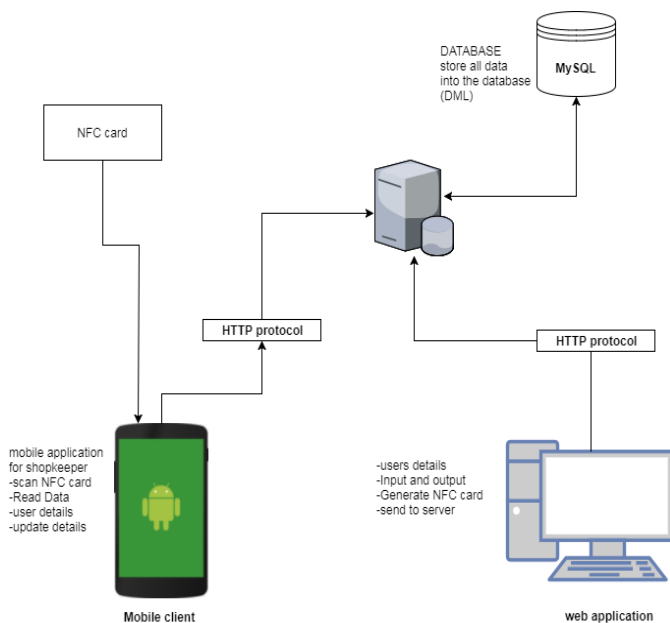 DATABASE
store all data
into the database
(DML)
MySQL
NFC card
HTTP protocol
HTTP protocol
mobile application
for shopkeeper
-scan NFC card
-Read Data
-user details
-update details
-users details
-Input and output
-Generate NFC card
-send to server
Mobile client
web application